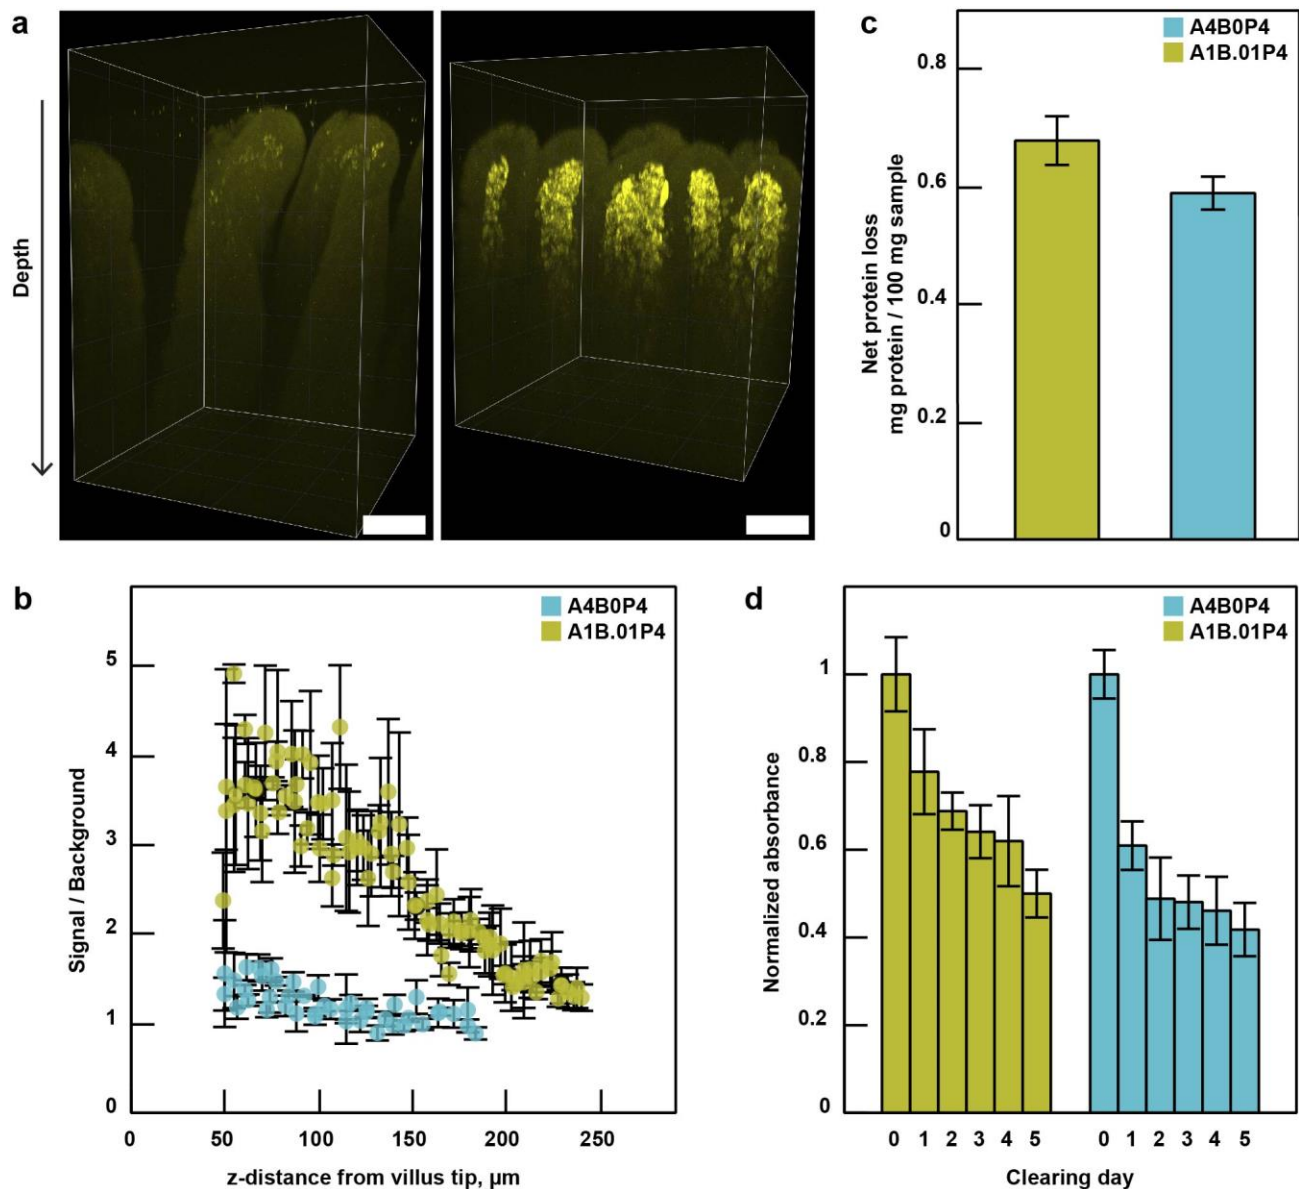 a
Depth
b
A4B0P4
A1B.01P4
Signal / Background
5
4
3
2
1
0
0 50 100 150 200 250
z-distance from villus tip, µm
c
A4B0P4
A1B.01P4
Net protein loss
mg protein / 100 mg sample
0.8
0.6
0.4
0.2
0
d
A4B0P4
A1B.01P4
Normalized absorbance
1
0.8
0.6
0.4
0.2
0
0 1 2 3 4 5 0 1 2 3 4 5
Clearing day